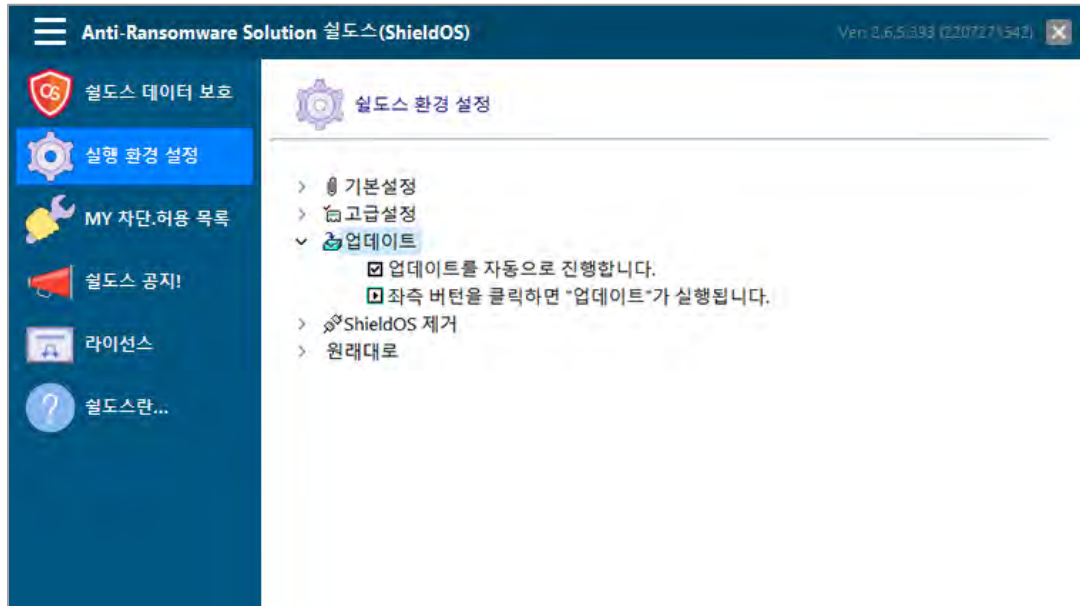 Anti-Ransomware Solution 쉴도스(ShieldOS)
Ver: 2.6.5.393 (2207271542)
쉴도스 데이터 보호
실행 환경 설정
MY 차단.허용 목록
쉴도스 공지!
라이선스
쉴도스란...
쉴도스 환경 설정
기본설정
고급설정
업데이트
업데이트를 자동으로 진행합니다.
좌측 버턴을 클릭하면 "업데이트"가 실행됩니다.
ShieldOS 제거
원래대로